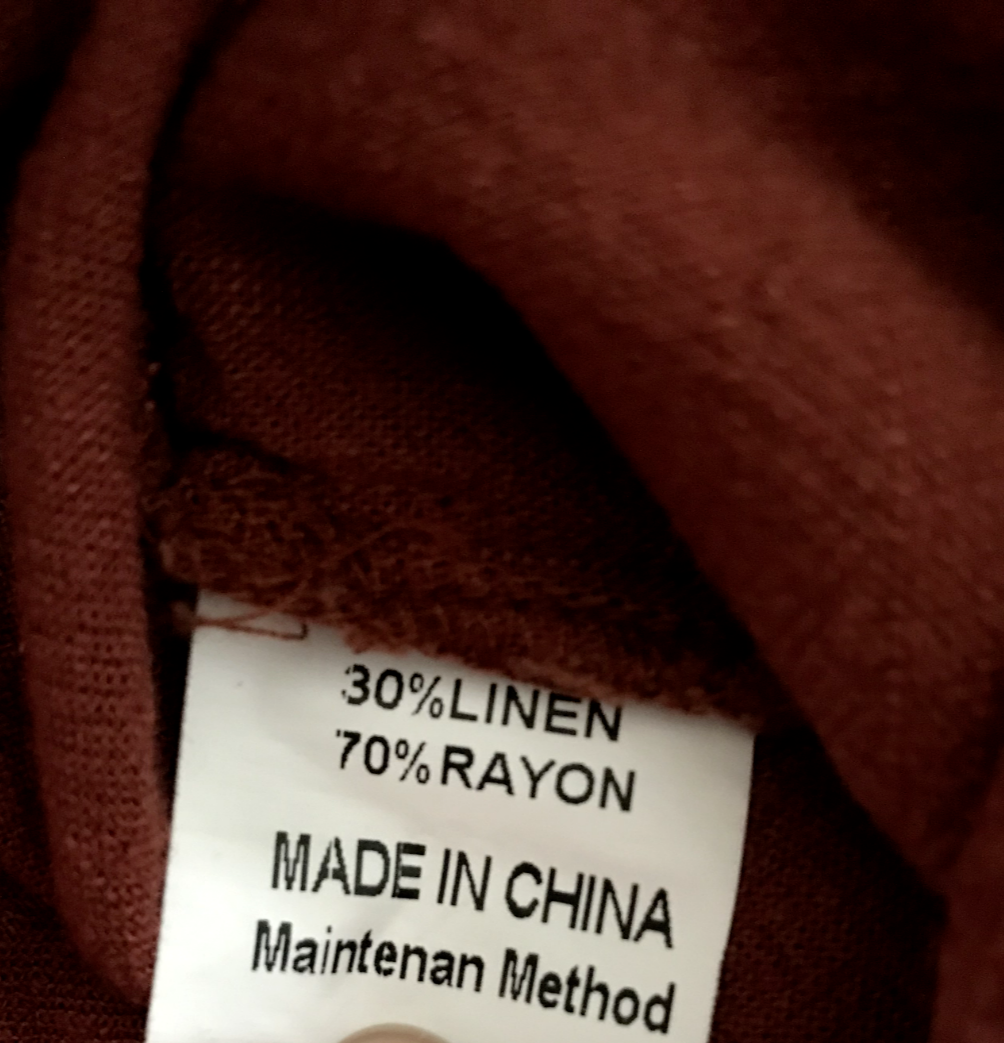 30%LINEN
70%RAYON
MADE IN CHINA
Maintenan Method